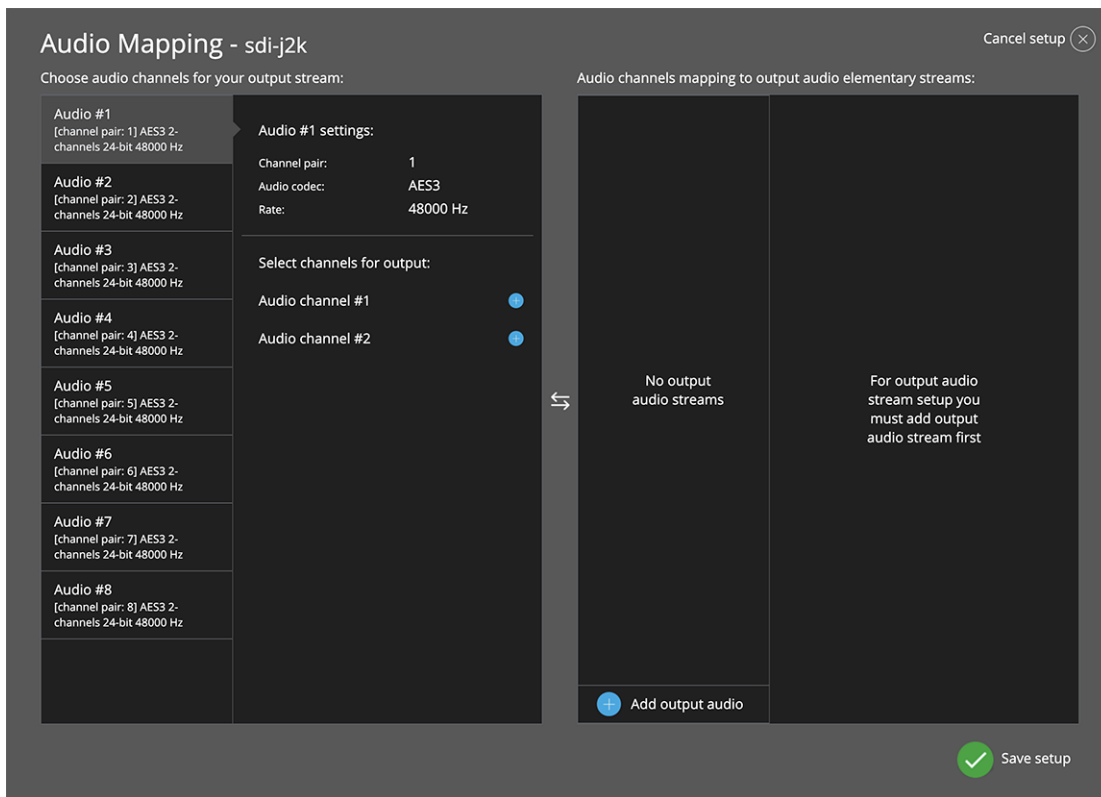 Audio Mapping - sdi-j2k
Cancel setup
Choose audio channels for your output stream:
Audio #1
[channel pair: 1] AES3 2-
channels 24-bit 48000 Hz
Audio #2
[channel pair: 2] AES3 2-
channels 24-bit 48000 Hz
Audio #3
[channel pair: 3] AES3 2-
channels 24-bit 48000 Hz
Audio #4
[channel pair: 4] AES3 2-
channels 24-bit 48000 Hz
Audio #5
[channel pair: 5] AES3 2-
channels 24-bit 48000 Hz
Audio #6
[channel pair: 6] AES3 2-
channels 24-bit 48000 Hz
Audio #7
[channel pair: 7] AES3 2-
channels 24-bit 48000 Hz
Audio #8
[channel pair: 8] AES3 2-
channels 24-bit 48000 Hz
Audio #1 settings:
Channel pair: 1
Audio codec: AES3
Rate: 48000 Hz
Select channels for output:
Audio channel #1
Audio channel #2
Audio channels mapping to output audio elementary streams:
No output
audio streams
Add output audio
For output audio
stream setup you
must add output
audio stream first
Save setup